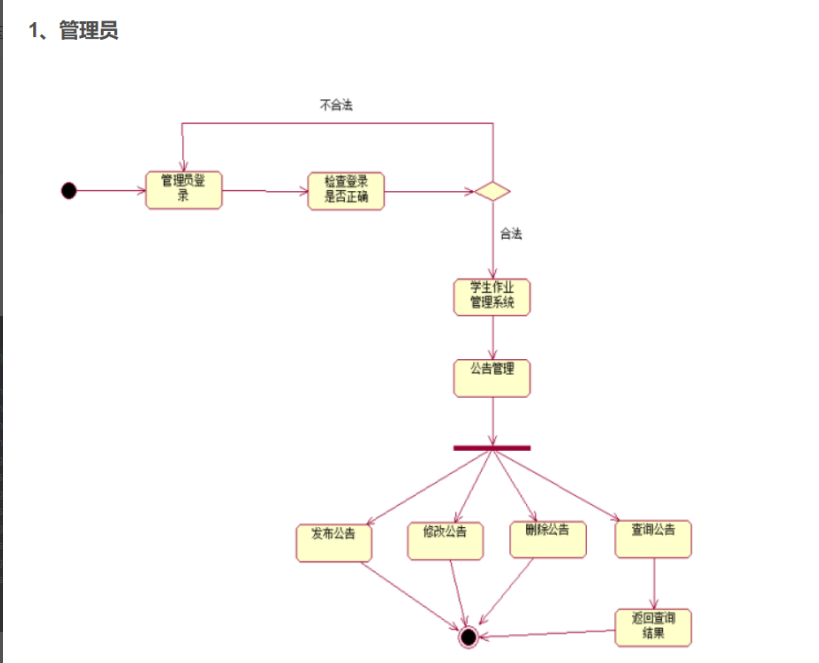 1、管理员
不合法
管理员登
录
检查登录
是否正确
合法
学生作业
管理系统
公告管理
发布公告
修改公告
删除公告
查询公告
返回查询
结果